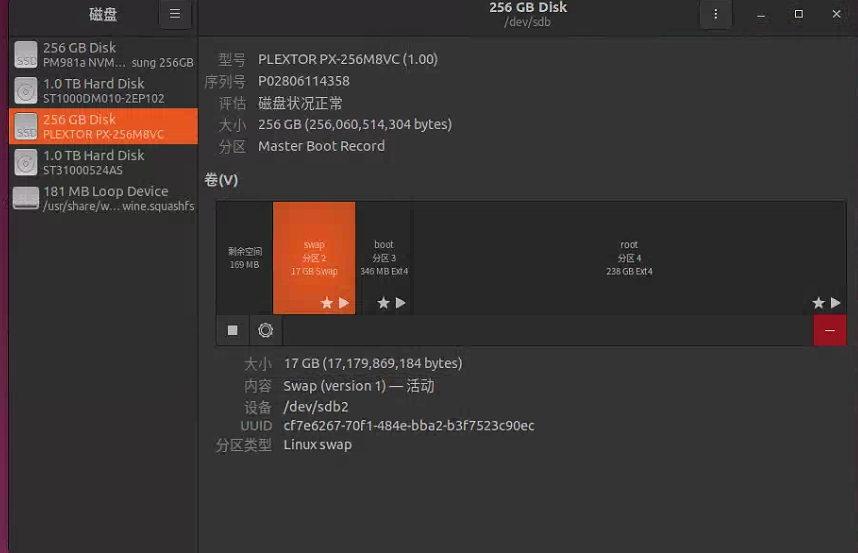 磁盘
256 GB Disk
/dev/sdb
256 GB Disk
PM981a NVM… sung 256GB
1.0 TB Hard Disk
ST1000DM010-2EP102
256 GB Disk
PLEXTOR PX-256M8VC
1.0 TB Hard Disk
ST31000524AS
181 MB Loop Device
/usr/share/w…wine.squashfs
型号 PLEXTOR PX-256M8VC (1.00)
序列号 P02806114358
评估 磁盘状况正常
大小 256 GB (256,060,514,304 bytes)
分区 Master Boot Record
卷(V)
剩余空间
169 MB
swap
分区 2
17 GB Swap
boot
分区 3
346 MB Ext4
root
分区 4
238 GB Ext4
大小 17 GB (17,179,869,184 bytes)
内容 Swap (version 1) — 活动
设备 /dev/sdb2
UUID cf7e6267-70f1-484e-bba2-b3f7523c90ec
分区类型 Linux swap
SSD
SSD